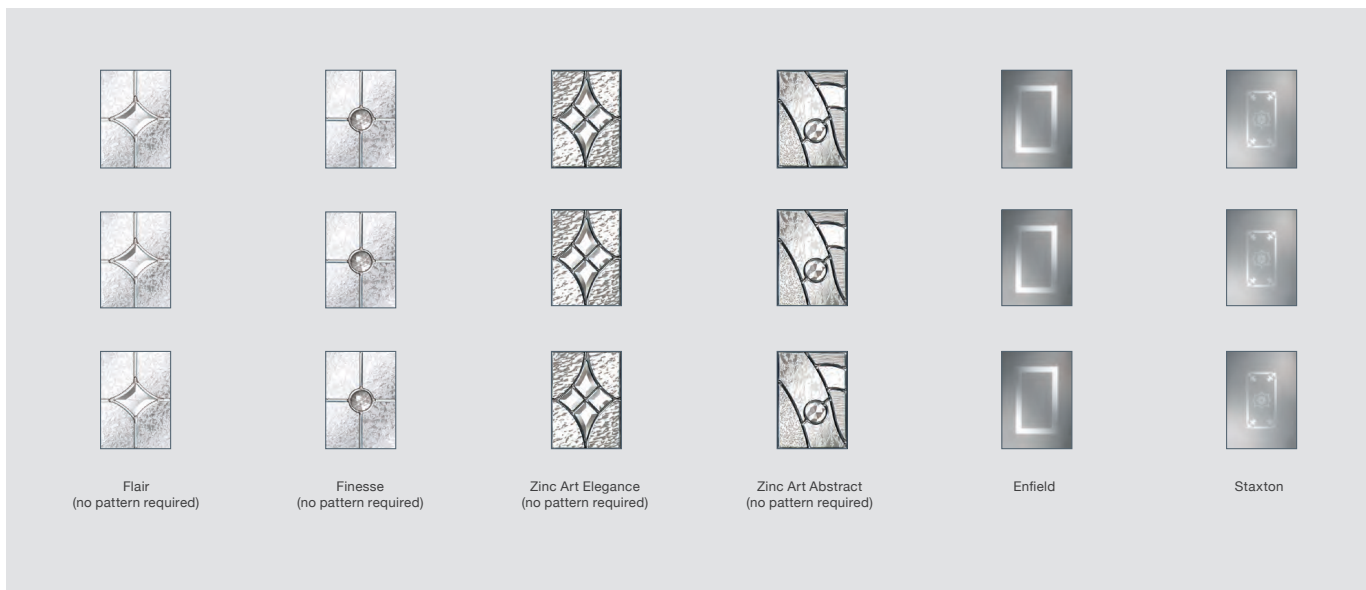 Flair
(no pattern required)
Finesse
(no pattern required)
Zinc Art Elegance
(no pattern required)
Zinc Art Abstract
(no pattern required)
Enfield
Staxton